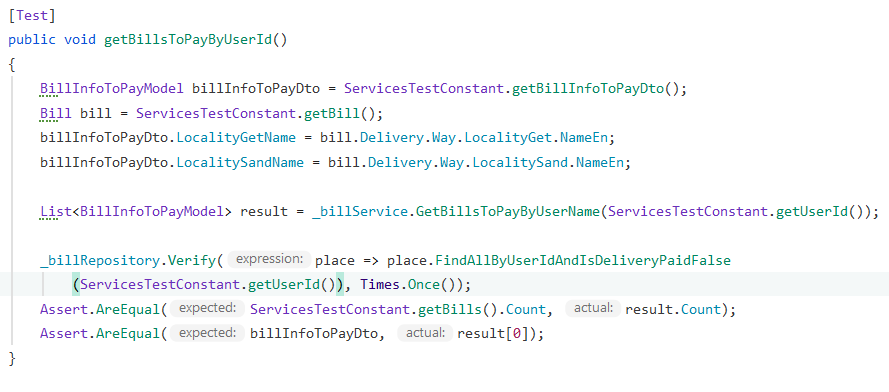 [Test]
public void getBillsToPayByUserId()
{
BillInfoToPayModel billInfoToPayDto = ServicesTestConstant.getBillInfoToPayDto();
Bill bill = ServicesTestConstant.getBill();
billInfoToPayDto.LocalityGetName = bill.Delivery.Way.LocalityGet.NameEn;
billInfoToPayDto.LocalitySandName = bill.Delivery.Way.LocalitySand.NameEn;
List<BillInfoToPayModel> result = _billService.GetBillsToPayByUserName(ServicesTestConstant.getUserId());
_billRepository.Verify( expression: place => place.FindAllByUserIdAndIsDeliveryPaidFalse
(ServicesTestConstant.getUserId()), Times.Once());
Assert.AreEqual( expected: ServicesTestConstant.getBills().Count, actual: result.Count);
Assert.AreEqual( expected: billInfoToPayDto, actual: result[0]);
}